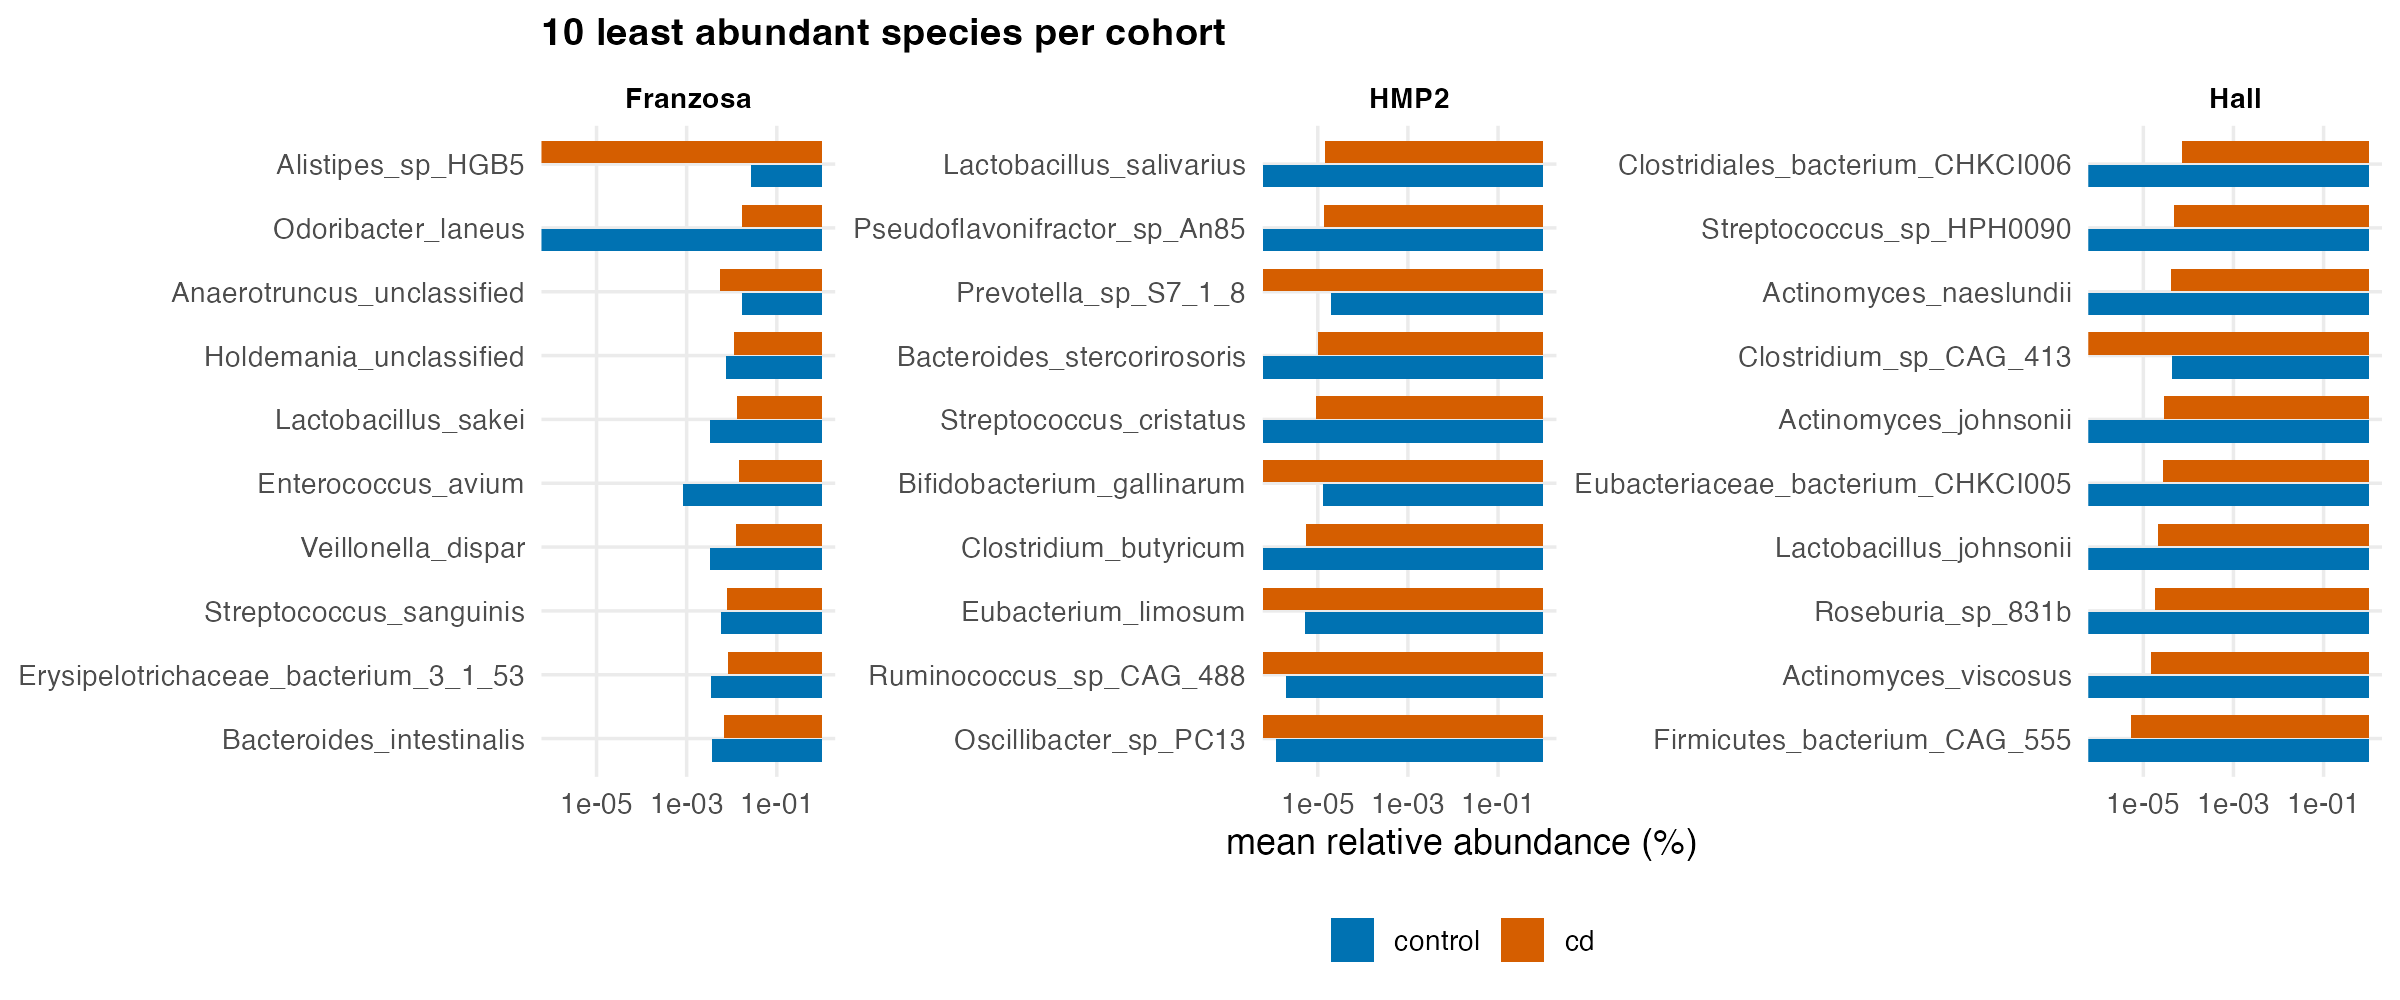 10 least abundant species per cohort
Franzosa
Alistipes_sp_HGB5
Odoribacter_laneus
Anaerotruncus_unclassified
Holdemania_unclassified
Lactobacillus_sakei
Enterococcus_avium
Veillonella_dispar
Streptococcus_sanguinis
Erysipelotrichaceae_bacterium_3_1_53
Bacteroides_intestinalis
1e-05 1e-03 1e-01
HMP2
Lactobacillus_salivarius
Pseudoflavonifractor_sp_An85
Prevotella_sp_S7_1_8
Bacteroides_stercorirosoris
Streptococcus_cristatus
Bifidobacterium_gallinarum
Clostridium_butyricum
Eubacterium_limosum
Ruminococcus_sp_CAG_488
Oscillibacter_sp_PC13
1e-05 1e-03 1e-01
Hall
Clostridiales_bacterium_CHKCI006
Streptococcus_sp_HPH0090
Actinomyces_naeslundii
Clostridium_sp_CAG_413
Actinomyces_johnsonii
Eubacteriaceae_bacterium_CHKCI005
Lactobacillus_johnsonii
Roseburia_sp_831b
Actinomyces_viscosus
Firmicutes_bacterium_CAG_555
1e-05 1e-03 1e-01
mean relative abundance (%)
control cd